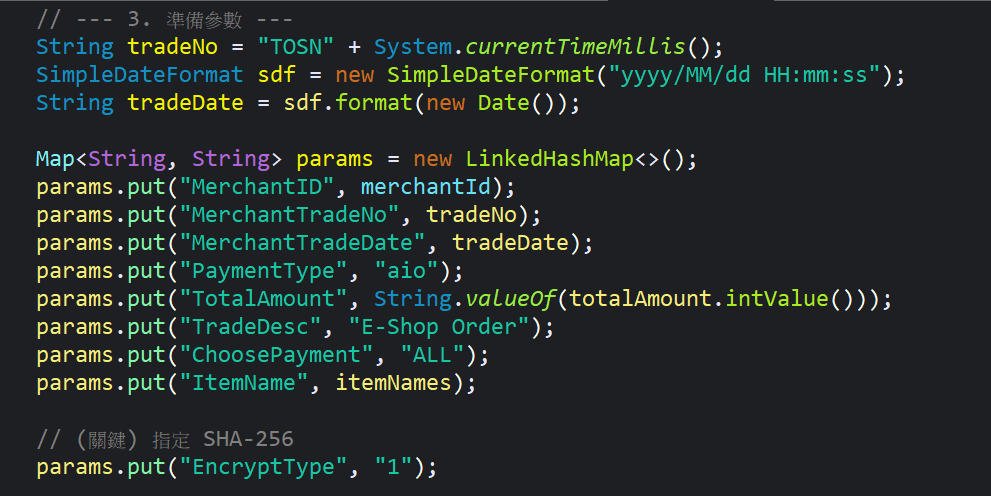 // --- 3. 準備參數 ---
String tradeNo = "TOSN" + System.currentTimeMillis();
SimpleDateFormat sdf = new SimpleDateFormat("yyyy/MM/dd HH:mm:ss");
String tradeDate = sdf.format(new Date());
Map<String, String> params = new LinkedHashMap<>();
params.put("MerchantID", merchantId);
params.put("MerchantTradeNo", tradeNo);
params.put("MerchantTradeDate", tradeDate);
params.put("PaymentType", "aio");
params.put("TotalAmount", String.valueOf(totalAmount.intValue()));
params.put("TradeDesc", "E-Shop Order");
params.put("ChoosePayment", "ALL");
params.put("ItemName", itemNames);
// (關鍵) 指定 SHA-256
params.put("EncryptType", "1");